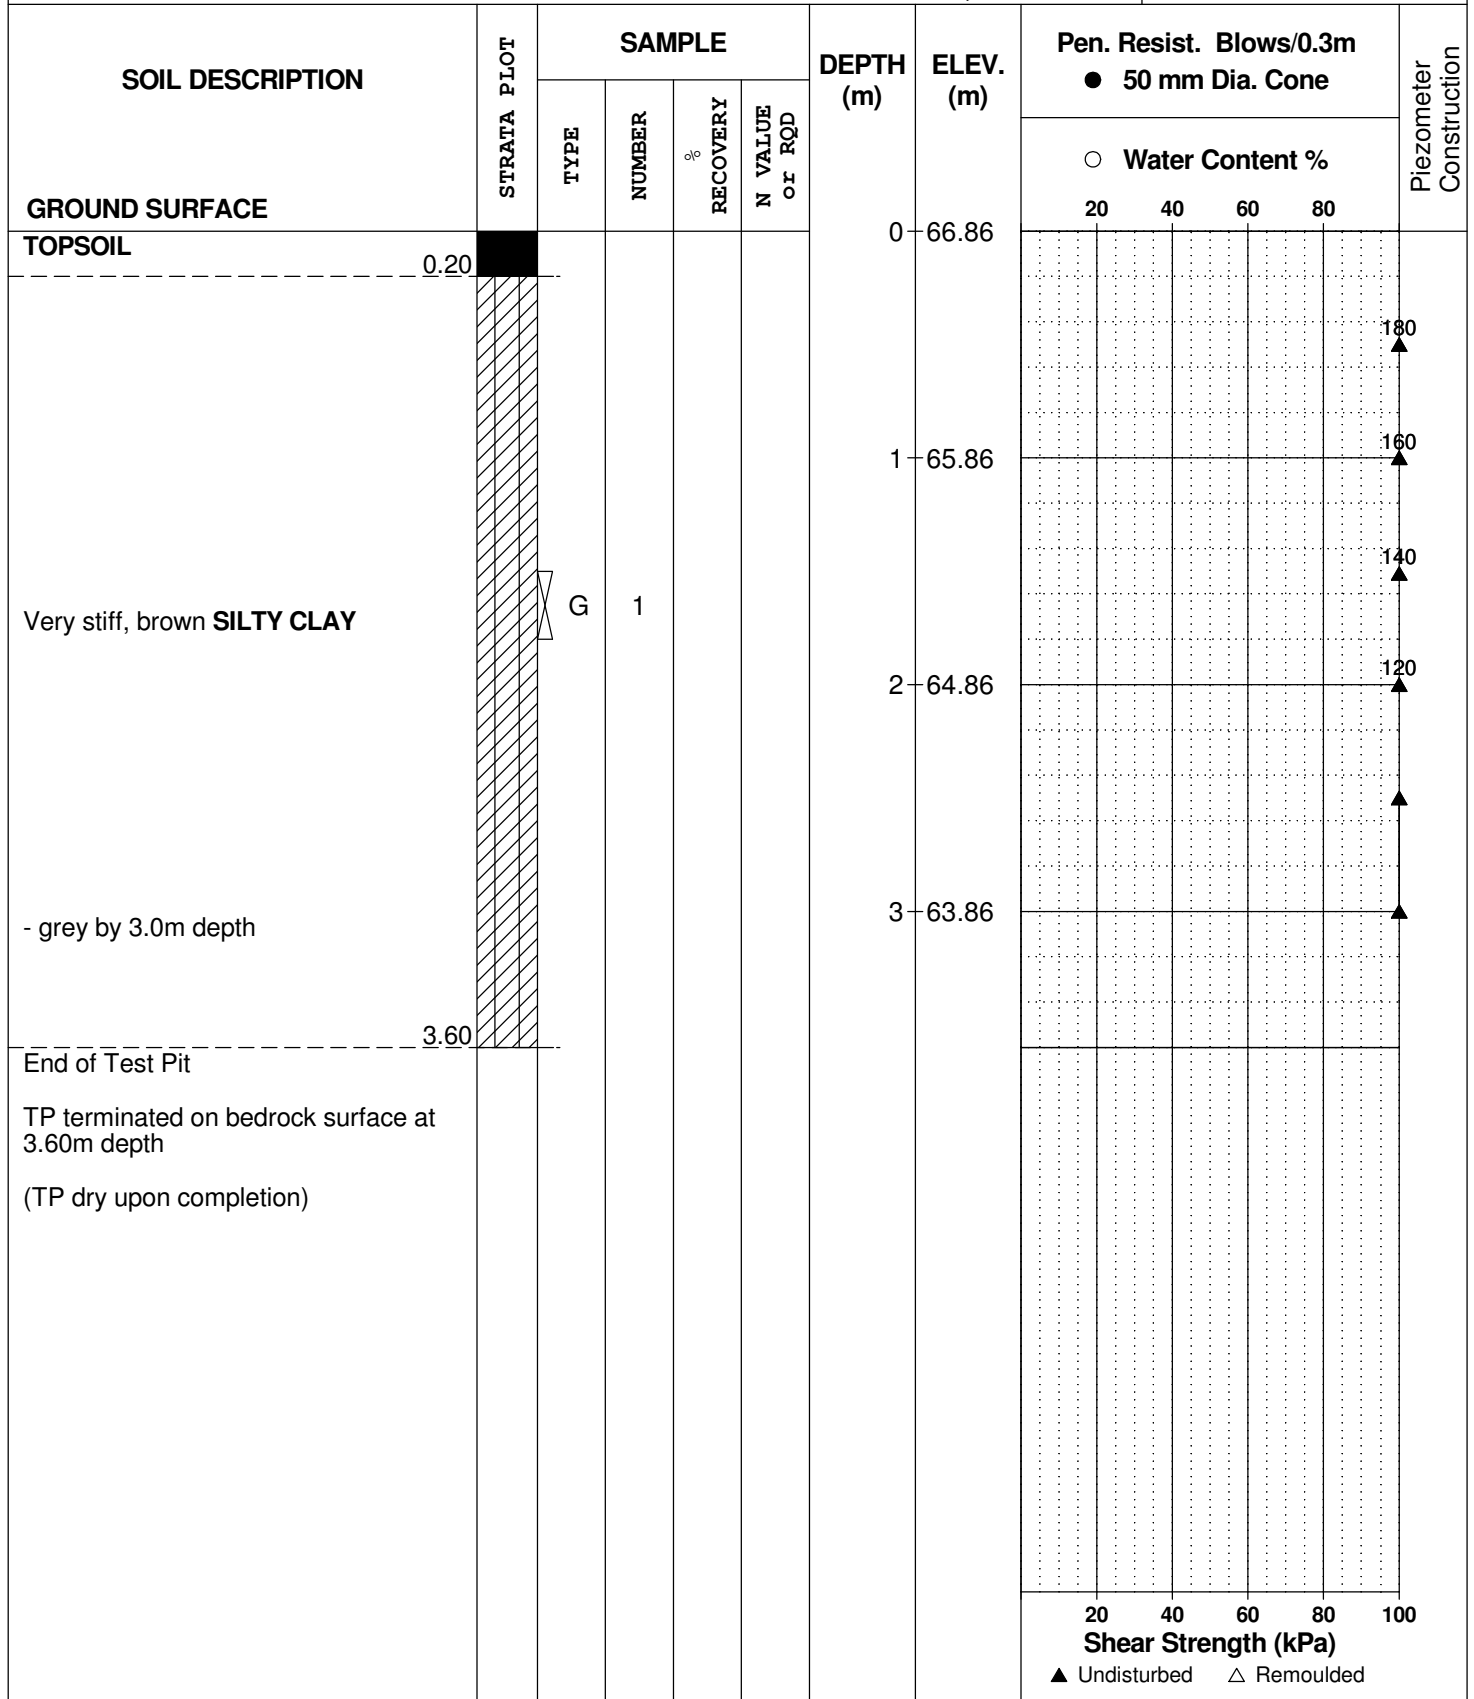 SOIL DESCRIPTION
GROUND SURFACE
STRATA PLOT
SAMPLE
TYPE
NUMBER
%
RECOVERY
N VALUE
or RQD
DEPTH
(m)
ELEV.
(m)
Pen. Resist. Blows/0.3m
● 50 mm Dia. Cone
○ Water Content %
20 40 60 80
Piezometer
Construction
TOPSOIL
0.20
0 66.86
180
160
1 65.86
140
Very stiff, brown SILTY CLAY
G 1
120
2 64.86
- grey by 3.0m depth
3 63.86
3.60
End of Test Pit
TP terminated on bedrock surface at
3.60m depth
(TP dry upon completion)
20 40 60 80 100
Shear Strength (kPa)
▲ Undisturbed △ Remoulded